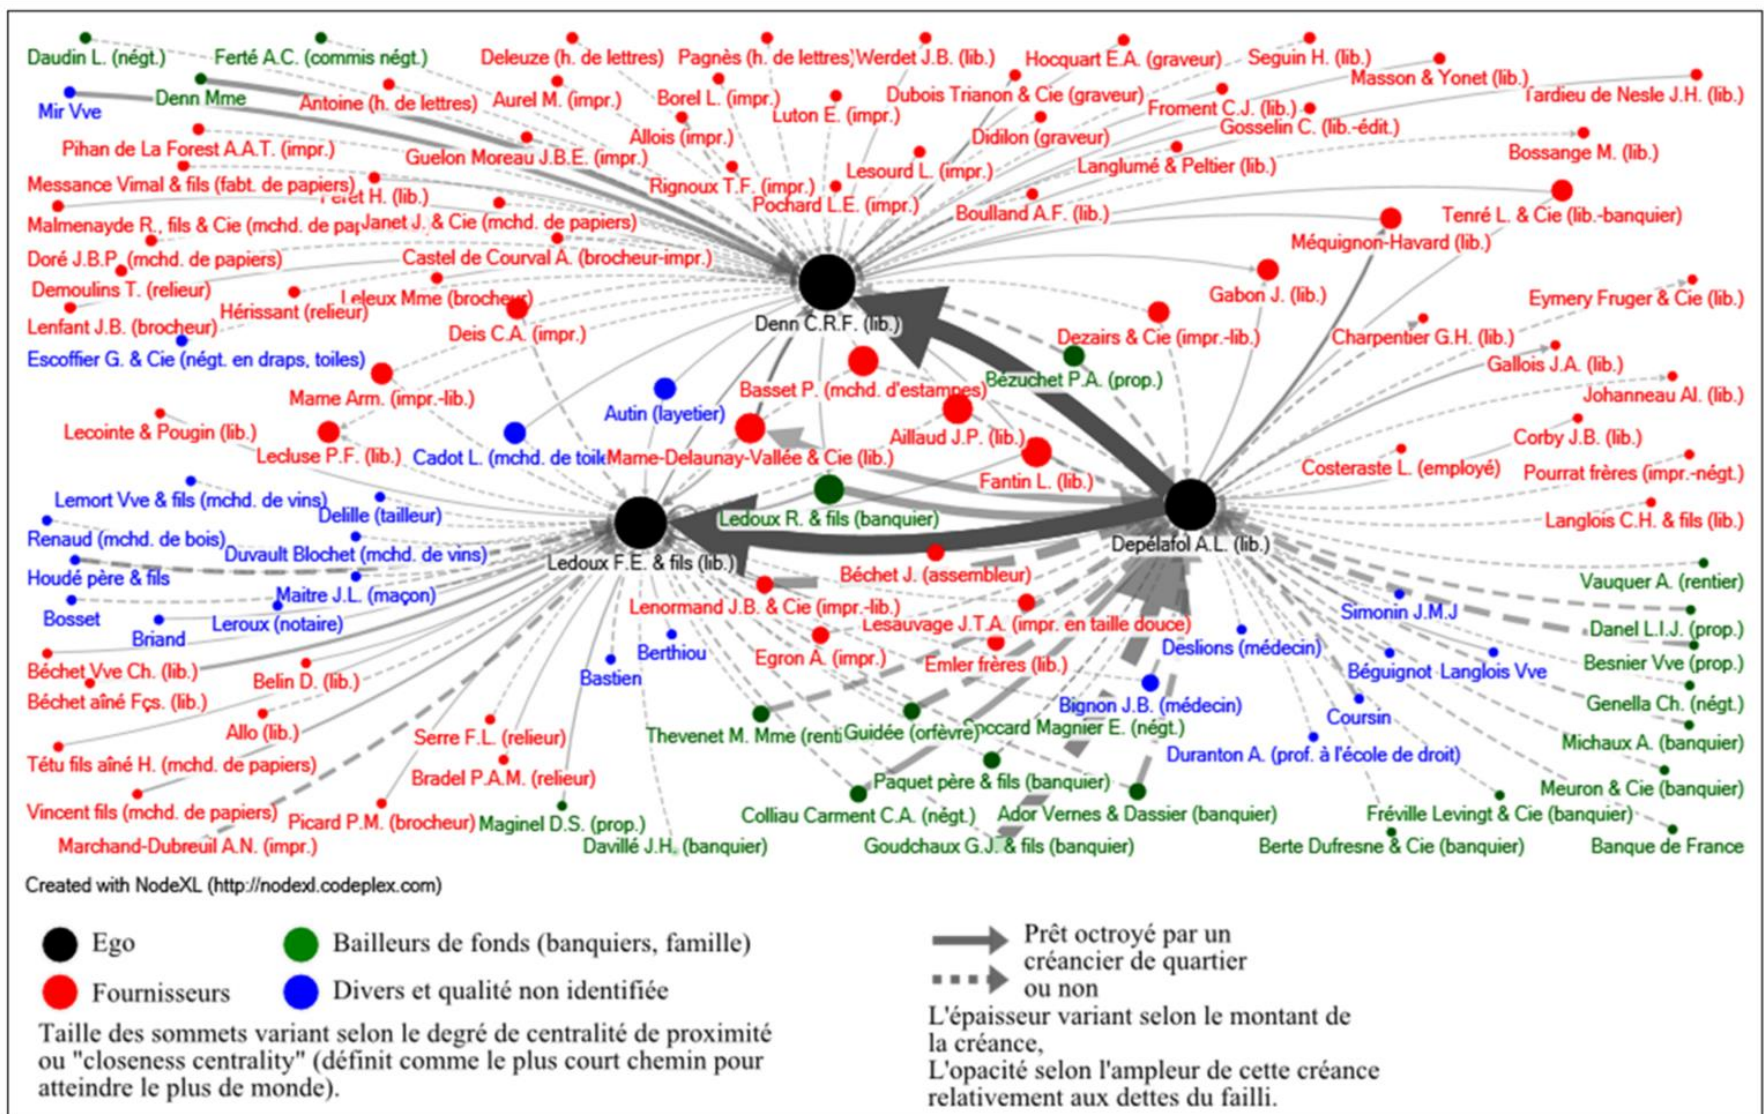 Daudin L. (négt.)
Ferté A.C. (commis négt.)
Deleuze (h. de lettres)
Pagnès (h. de lettres)
Werdet J.B. (lib.)
Hocquart E.A. (graveur)
Seguin H. (lib.)
Masson & Yonet (lib.)
Tardieu de Nesle J.H. (lib.)
Mir Vve
Denn Mme
Antoine (h. de lettres)
Aurel M. (impr.)
Borel L. (impr.)
Luton E. (impr.)
Dubois Trianon & Cie (graveur)
Froment C.J. (lib.)
Gosselin C. (lib.-édit.)
Allois (impr.)
Didilon (graveur)
Pihan de La Forest A.A.T. (impr.)
Guelon Moreau J.B.E. (impr.)
Lesourd L. (impr.)
Langlumé & Peltier (lib.)
Bossange M. (lib.)
Messance Vimal & fils (fabt. de papiers)
H. (lib.)
Rignoux T.F. (impr.)
Pochard L.E. (impr.)
Boulland A.F. (lib.)
Tenré L. & Cie (lib.-banquier)
Malmenayde R., fils & Cie (mchd. de pap
Janet J. & Cie (mchd. de papiers)
Méquignon-Havard (lib.)
Doré J.B.P. (mchd. de papiers)
Castel de Courval A. (brocheur-impr.)
Demoulins T. (relieur)
Hérissant (relieur)
Leleux Mme (brocheur)
Gabon J. (lib.)
Eymery Fruger & Cie (lib.)
Lenfant J.B. (brocheur)
Deis C.A. (impr.)
Denn C.R.F. (lib.)
Dezairs & Cie (impr.-lib.)
Charpentier G.H. (lib.)
Escoffier G. & Cie (négt. en draps, toiles)
Gallois J.A. (lib.)
Mame Arm. (impr.-lib.)
Autin (layetier)
Basset P. (mchd. d'estampes)
Bezuchet P.A. (prop.)
Johanneau Al. (lib.)
Lecointe & Pougin (lib.)
Lecluse P.F. (lib.)
Cadot L. (mchd. de toile
Mame-Delaunay-Vallée & Cie (lib.)
Aillaud J.P. (lib.)
Corby J.B. (lib.)
Fantin L. (lib.)
Costeraste L. (employé)
Pourrat frères (impr.-négt.)
Lemort Vve & fils (mchd. de vins)
Delille (tailleur)
Ledoux R. & fils (banquier)
Langlois C.H. & fils (lib.)
Renaud (mchd. de bois)
Duvault Blochet (mchd. de vins)
Ledoux F.E. & fils (lib.)
Depélafol A.L. (lib.)
Houdé père & fils
Maitre J.L. (maçon)
Béchet J. (assembleur)
Vauquer A. (rentier)
Bosset
Briand
Leroux (notaire)
Lenormand J.B. & Cie (impr.-lib.)
Lesauvage J.T.A. (impr. en taille douce)
Simonin J.M.J
Danel L.I.J. (prop.)
Berthiou
Egron A. (impr.)
Emler frères (lib.)
Deslions (médecin)
Béguinot
Langlois Vve
Besnier Vve (prop.)
Béchet Vve Ch. (lib.)
Belin D. (lib.)
Bastien
Béchet aîné Fçs. (lib.)
Bignon J.B. (médecin)
Coursin
Genella Ch. (négt.)
Allo (lib.)
Serre F.L. (relieur)
Thevenet M. Mme (renti
Guidée (orfèvre)
Magnier E. (négt.)
Michaux A. (banquier)
Tétu fils aîné H. (mchd. de papiers)
Bradel P.A.M. (relieur)
Paquet père & fils (banquier)
Duranton A. (prof. à l'école de droit)
Meuron & Cie (banquier)
Vincent fils (mchd. de papiers)
Picard P.M. (brocheur)
Maginel D.S. (prop.)
Colliau Carment C.A. (négt.)
Ador Vernes & Dassier (banquier)
Fréville Levingt & Cie (banquier)
Marchand-Dubreuil A.N. (impr.)
Davillé J.H. (banquier)
Goudchaux G.J. & fils (banquier)
Berte Dufresne & Cie (banquier)
Banque de France
Created with NodeXL (http://nodexl.codeplex.com)
Ego
Bailleurs de fonds (banquiers, famille)
Fournisseurs
Divers et qualité non identifiée
Taille des sommets variant selon le degré de centralité de proximité
ou "closeness centrality" (définit comme le plus court chemin pour
atteindre le plus de monde).
Prêt octroyé par un
créancier de quartier
ou non
L'épaisseur variant selon le montant de
la créance,
L'opacité selon l'ampleur de cette créance
relativement aux dettes du failli.